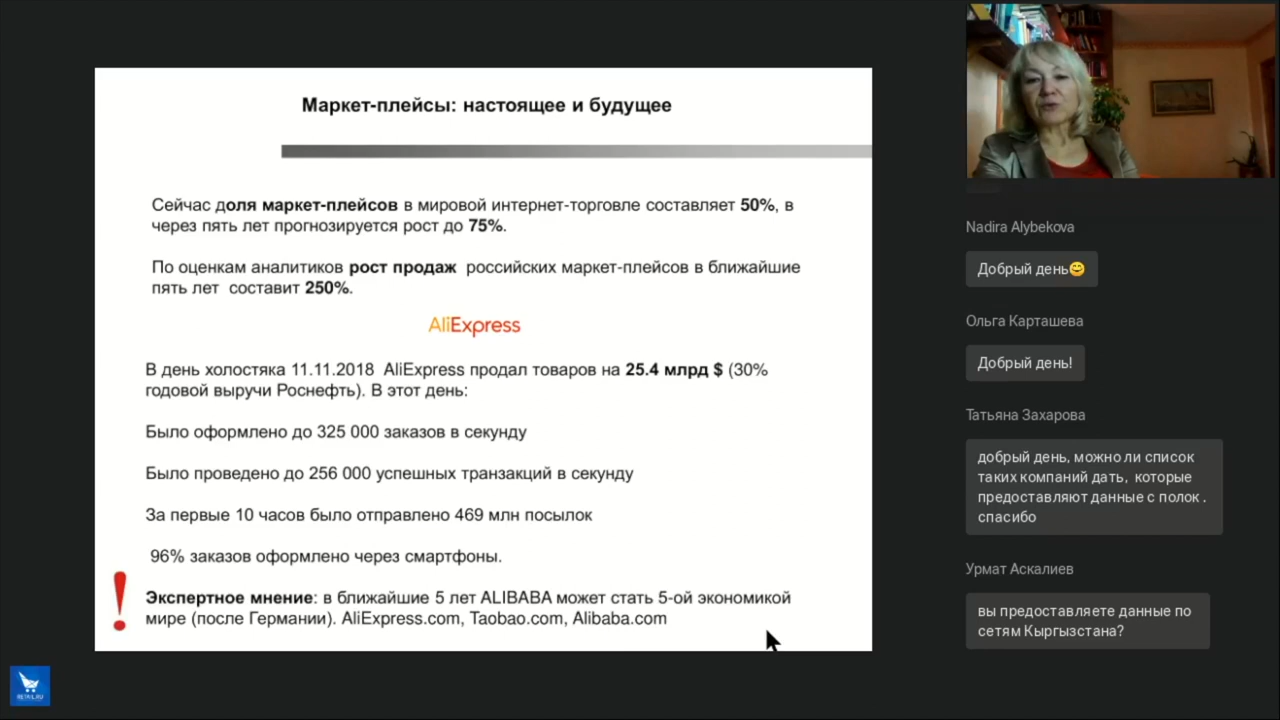 Маркет-плейсы: настоящее и будущее
Сейчас доля маркет-плейсов в мировой интернет-торговле составляет 50%, в
через пять лет прогнозируется рост до 75%.
По оценкам аналитиков рост продаж российских маркет-плейсов в ближайшие
пять лет составит 250%.
AliExpress
В день холостяка 11.11.2018 AliExpress продал товаров на 25.4 млрд $ (30%
годовой выручи Роснефть). В этот день:
Было оформлено до 325 000 заказов в секунду
Было проведено до 256 000 успешных транзакций в секунду
За первые 10 часов было отправлено 469 млн посылок
96% заказов оформлено через смартфоны.
! Экспертное мнение: в ближайшие 5 лет ALIBABA может стать 5-ой экономикой
мире (после Германии). AliExpress.com, Taobao.com, Alibaba.com
RETAIL.RU
Nadira Alybekova
Добрый день😊
Ольга Карташева
Добрый день!
Татьяна Захарова
добрый день, можно ли список
таких компаний дать, которые
предоставляют данные с полок .
спасибо
Урмат Аскалиев
вы предоставляете данные по
сетям Кыргызстана?